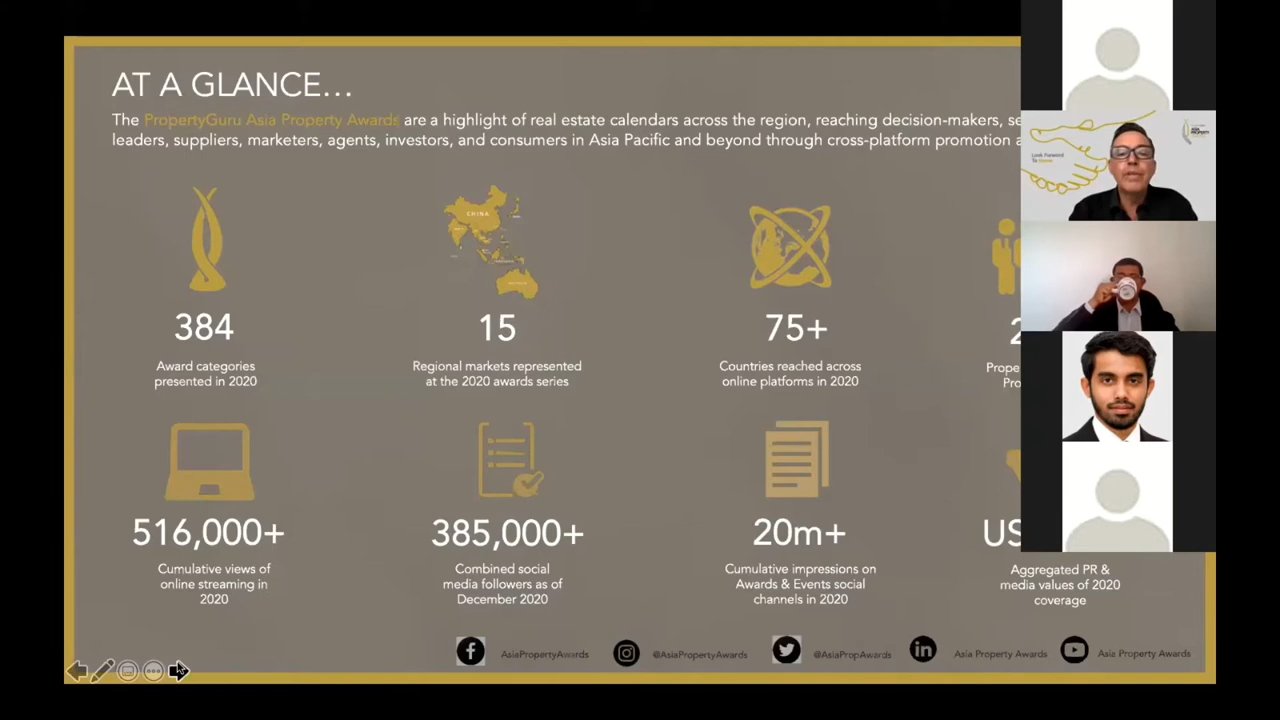 AT A GLANCE...
The PropertyGuru Asia Property Awards are a highlight of real estate calendars across the region, reaching decision-makers,
leaders, suppliers, marketers, agents, investors, and consumers in Asia Pacific and beyond through cross-platform promotion
Look Forward
To Home
CHINA
384
15
75+
Award categories
presented in 2020
Regional markets represented
at the 2020 awards series
Countries reached across
online platforms in 2020
516,000+
385,000+
20m+
US
Cumulative views of
online streaming in
2020
Combined social
media followers as of
December 2020
Cumulative impressions on
Awards & Events social
channels in 2020
Aggregated PR &
media values of 2020
coverage
AsiaPropertyAwards
@AsiaPropertyAwards
@AsiaPropAwards
Asia Property Awards
Asia Property Awards